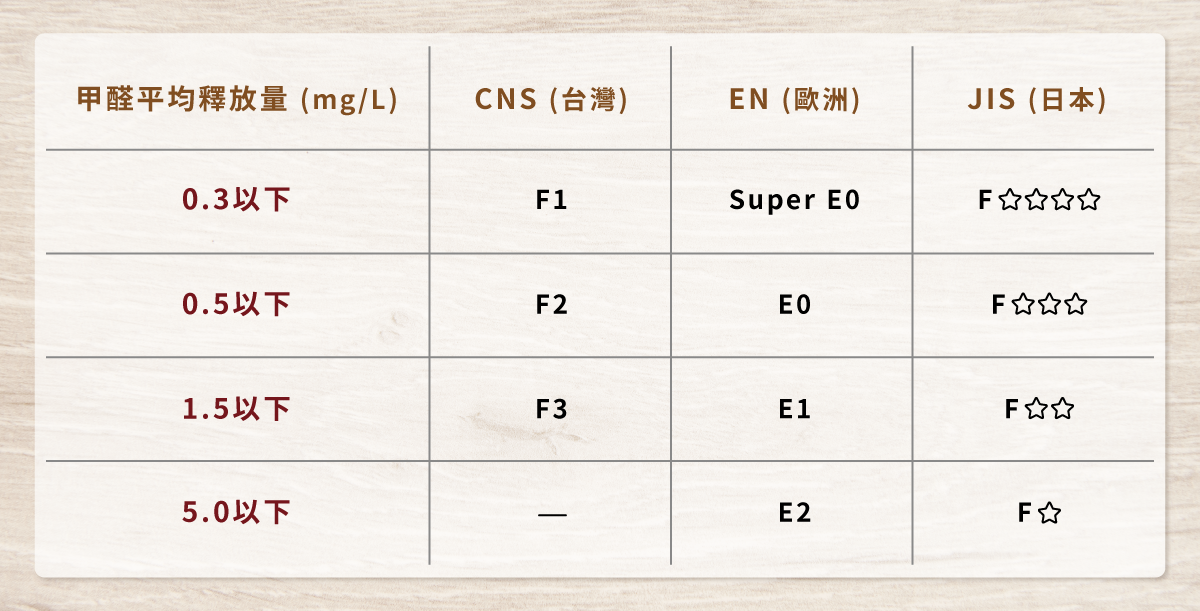 甲醛平均釋放量 (mg/L) CNS (台灣) EN (歐洲) JIS (日本)
0.3以下 F1 Super E0 F☆☆☆☆
0.5以下 F2 E0 F☆☆☆
1.5以下 F3 E1 F☆☆
5.0以下 — E2 F☆